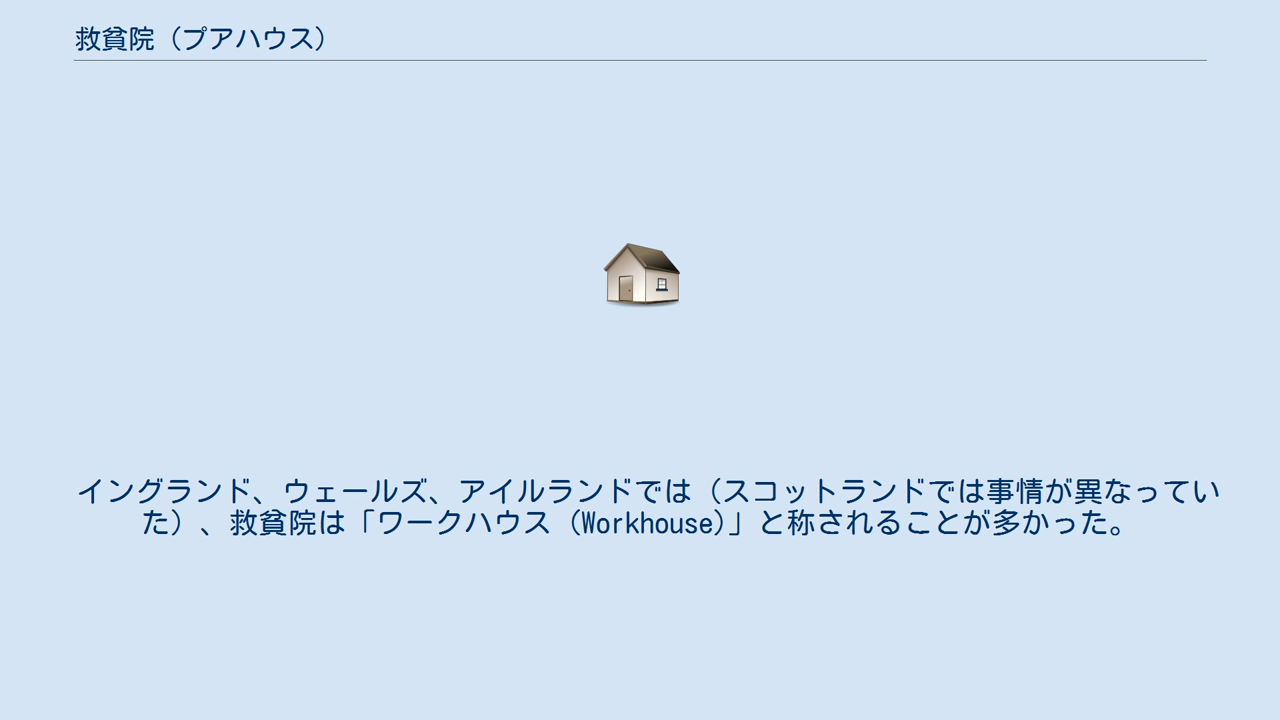 救貧院（プアハウス）
イングランド、ウェールズ、アイルランドでは（スコットランドでは事情が異なってい
た）、救貧院は「ワークハウス（Workhouse)」と称されることが多かった。